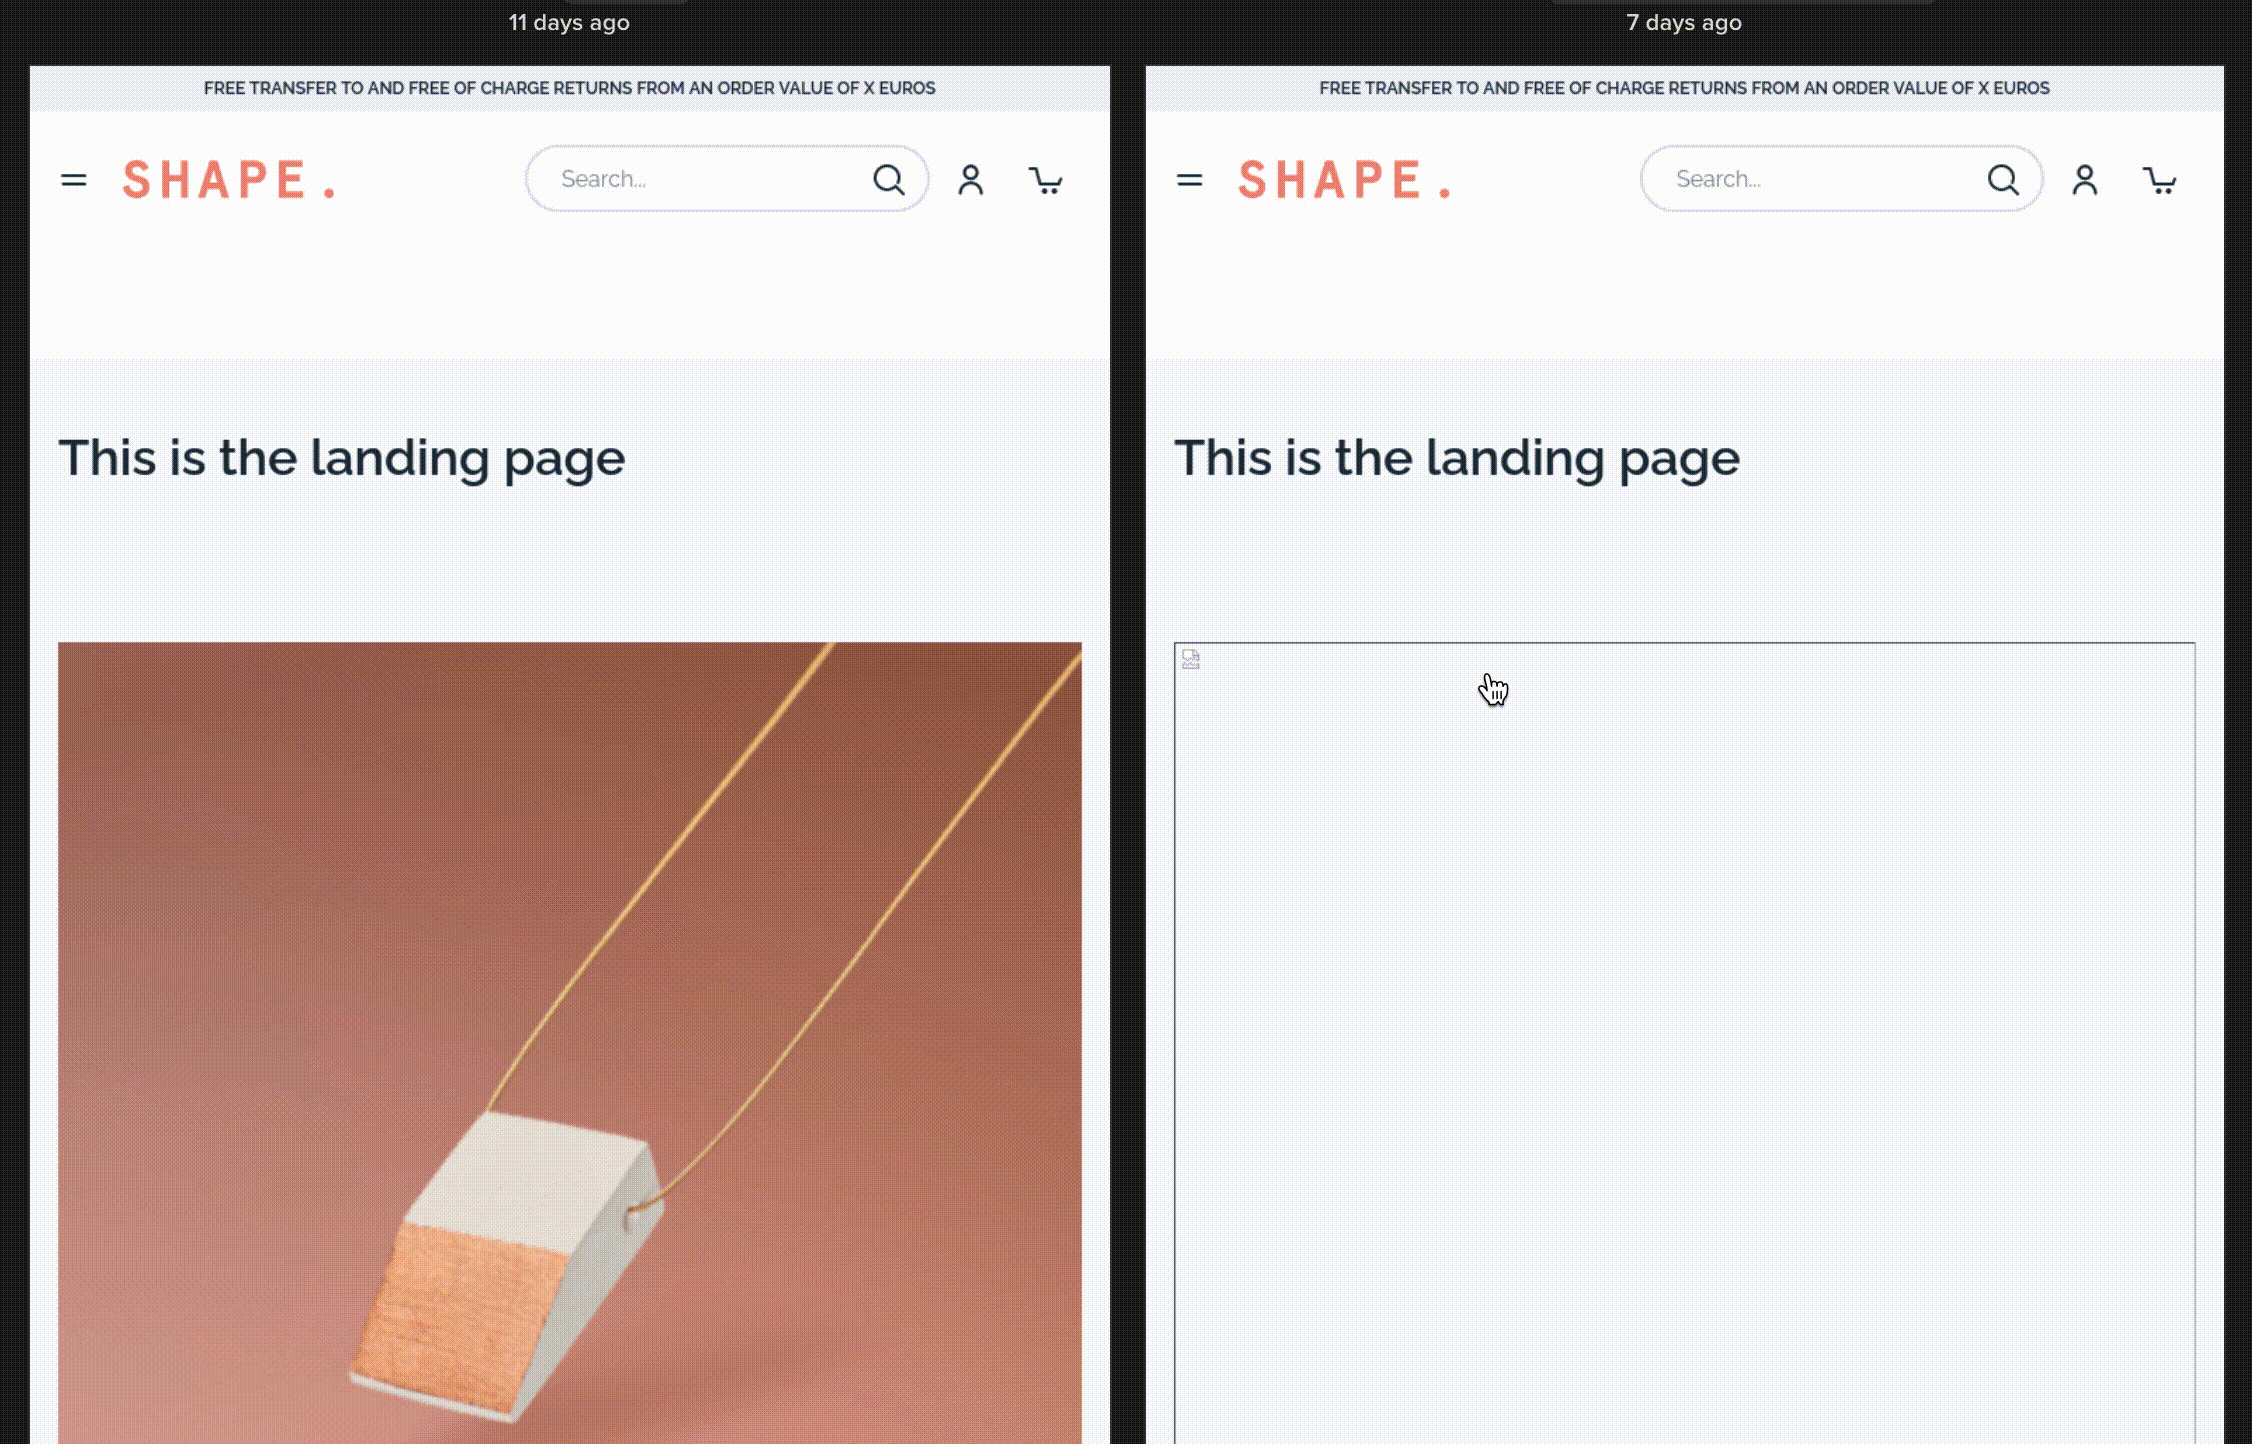 11 days ago
7 days ago
FREE TRANSFER TO AND FREE OF CHARGE RETURNS FROM AN ORDER VALUE OF X EUROS
SHAPE.
Search...
This is the landing page
FREE TRANSFER TO AND FREE OF CHARGE RETURNS FROM AN ORDER VALUE OF X EUROS
SHAPE.
Search...
This is the landing page